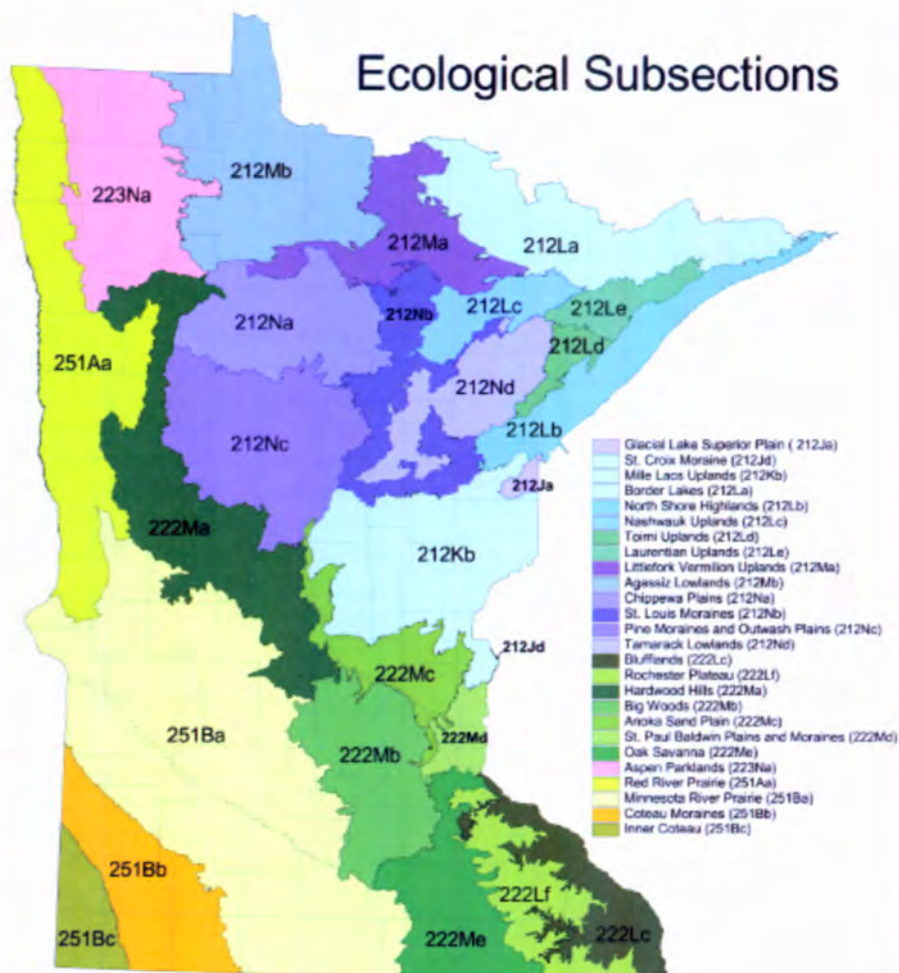 Ecological Subsections
212Mb
223Na
212Ma
212La
212Na
212Nb
212Lc
212Le
212Ld
251Aa
212Nd
212Nc
212Lb
212Ja
222Ma
212Kb
212Jd
222Mc
251Ba
222Mb
222Md
251Bb
222Lf
251Bc
222Me
222Lc
Glacial Lake Superior Plain ( 212Ja)
St. Croix Moraine (212Jd)
Mille Lacs Uplands (212Kb)
Border Lakes (212La)
North Shore Highlands (212Lb)
Nashwauk Uplands (212Lc)
Toimi Uplands (212Ld)
Laurentian Uplands (212Le)
Littlefork Vermilion Uplands (212Ma)
Agassiz Lowlands (212Mb)
Chippewa Plains (212Na)
St. Louis Moraines (212Nb)
Pine Moraines and Outwash Plains (212Nc)
Tamarack Lowlands (212Nd)
Blufflands (222Lc)
Rochester Plateau (222Lf)
Hardwood Hills (222Ma)
Big Woods (222Mb)
Anoka Sand Plain (222Mc)
St. Paul Baldwin Plains and Moraines (222Md)
Oak Savanna (222Me)
Aspen Parklands (223Na)
Red River Prairie (251Aa)
Minnesota River Prairie (251Ba)
Coteau Moraines (251Bb)
Inner Coteau (251Bc)